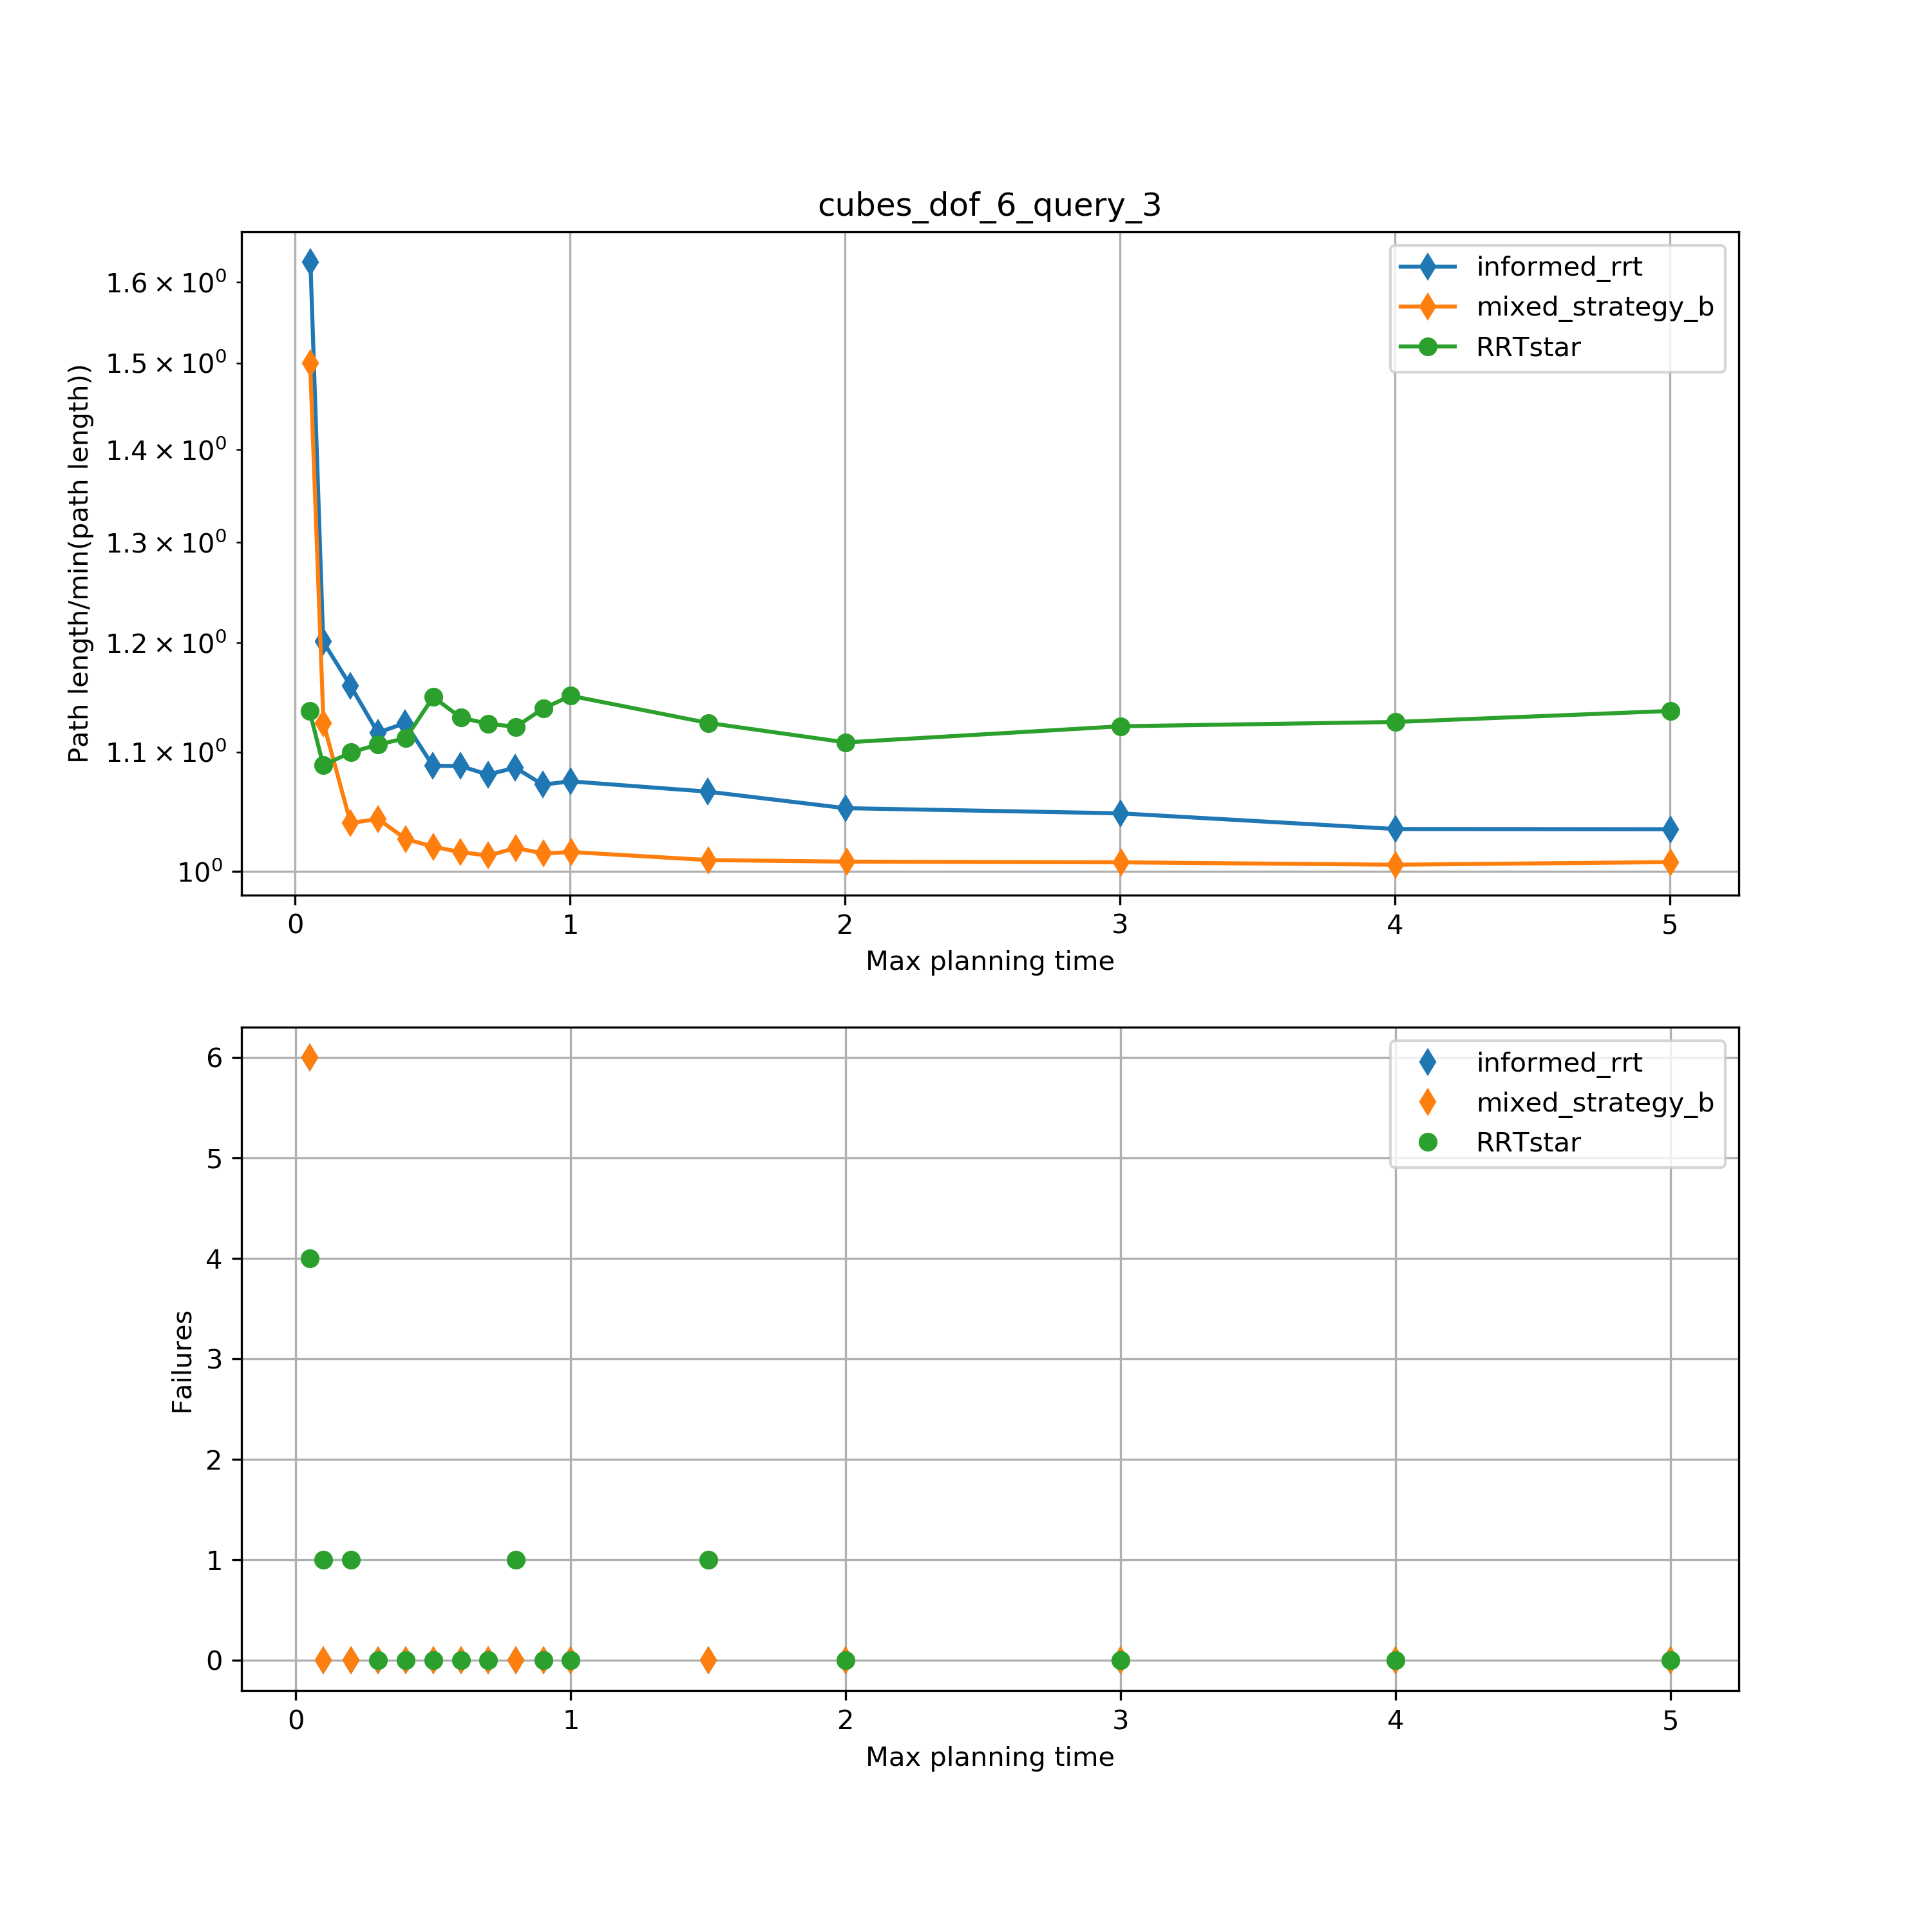 cubes_dof_6_query_3
1.6 × 10⁰
1.5 × 10⁰
1.4 × 10⁰
1.3 × 10⁰
1.2 × 10⁰
1.1 × 10⁰
10⁰
Path length/min(path length))
informed_rrt
mixed_strategy_b
RRTstar
0 1 2 3 4 5
Max planning time
6
5
4
3
2
1
0
Failures
informed_rrt
mixed_strategy_b
RRTstar
0 1 2 3 4 5
Max planning time